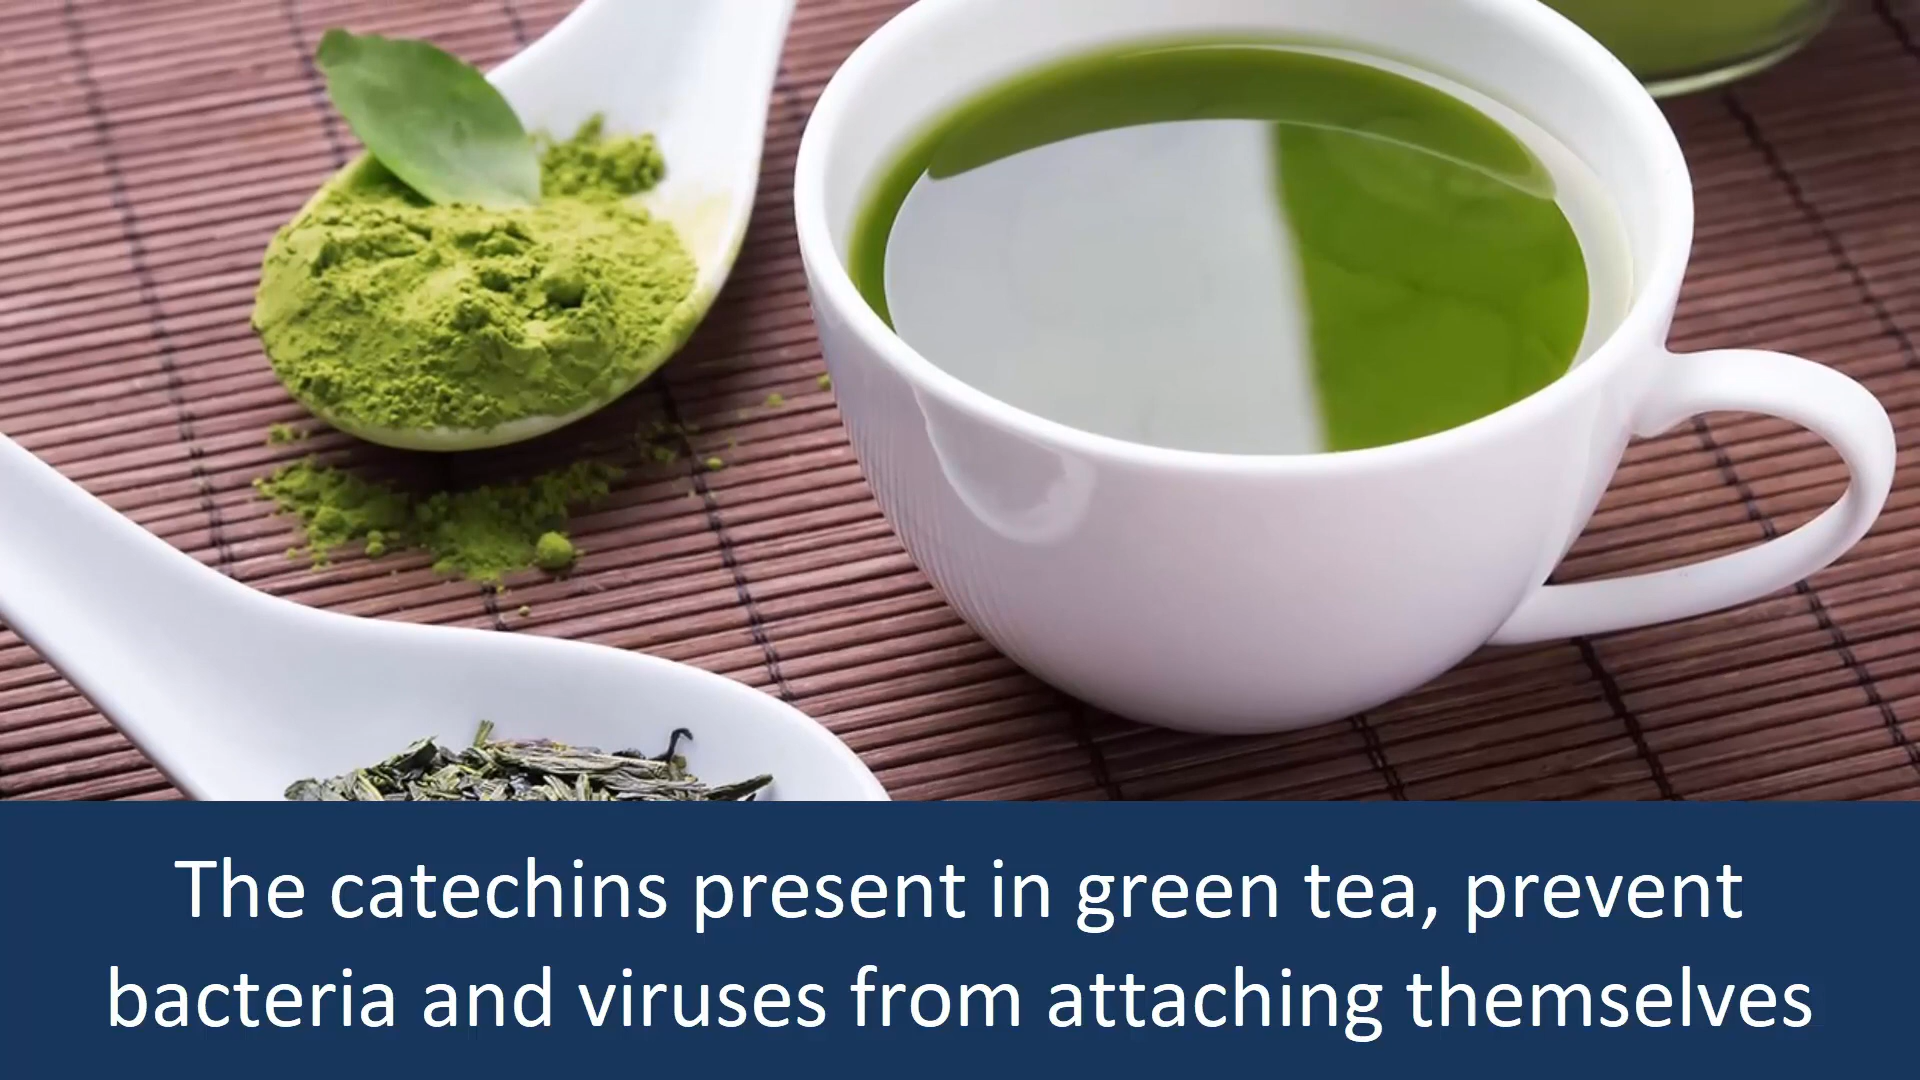 The catechins present in green tea, prevent
bacteria and viruses from attaching themselves